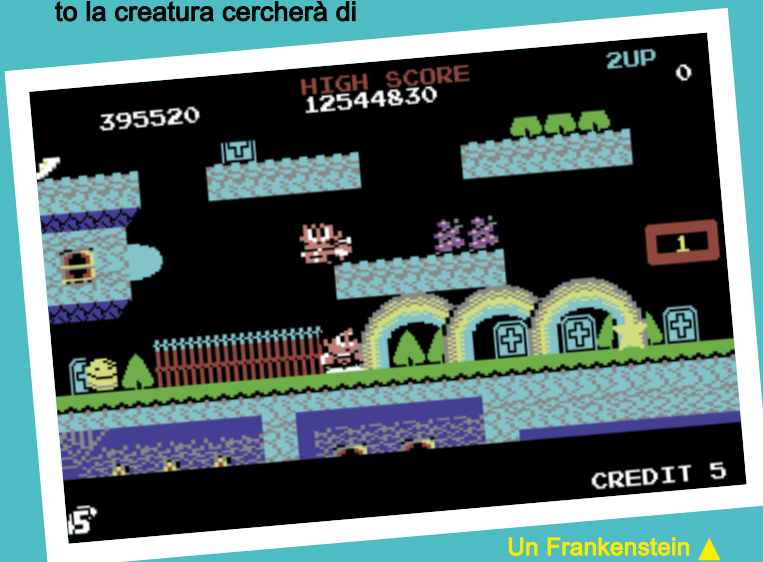 to la creatura cercherà di
HIGH SCORE
2UP
395520
12544830
0
1
CREDIT 5
Un Frankenstein ▲